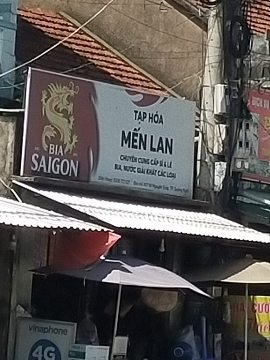 TẠP HÓA
MẾN LAN
CHUYÊN CUNG CẤP SỈ & LẺ
BIA, NƯỚC GIẢI KHÁT CÁC LOẠI
BIA
SAIGON
vinaphone
4G